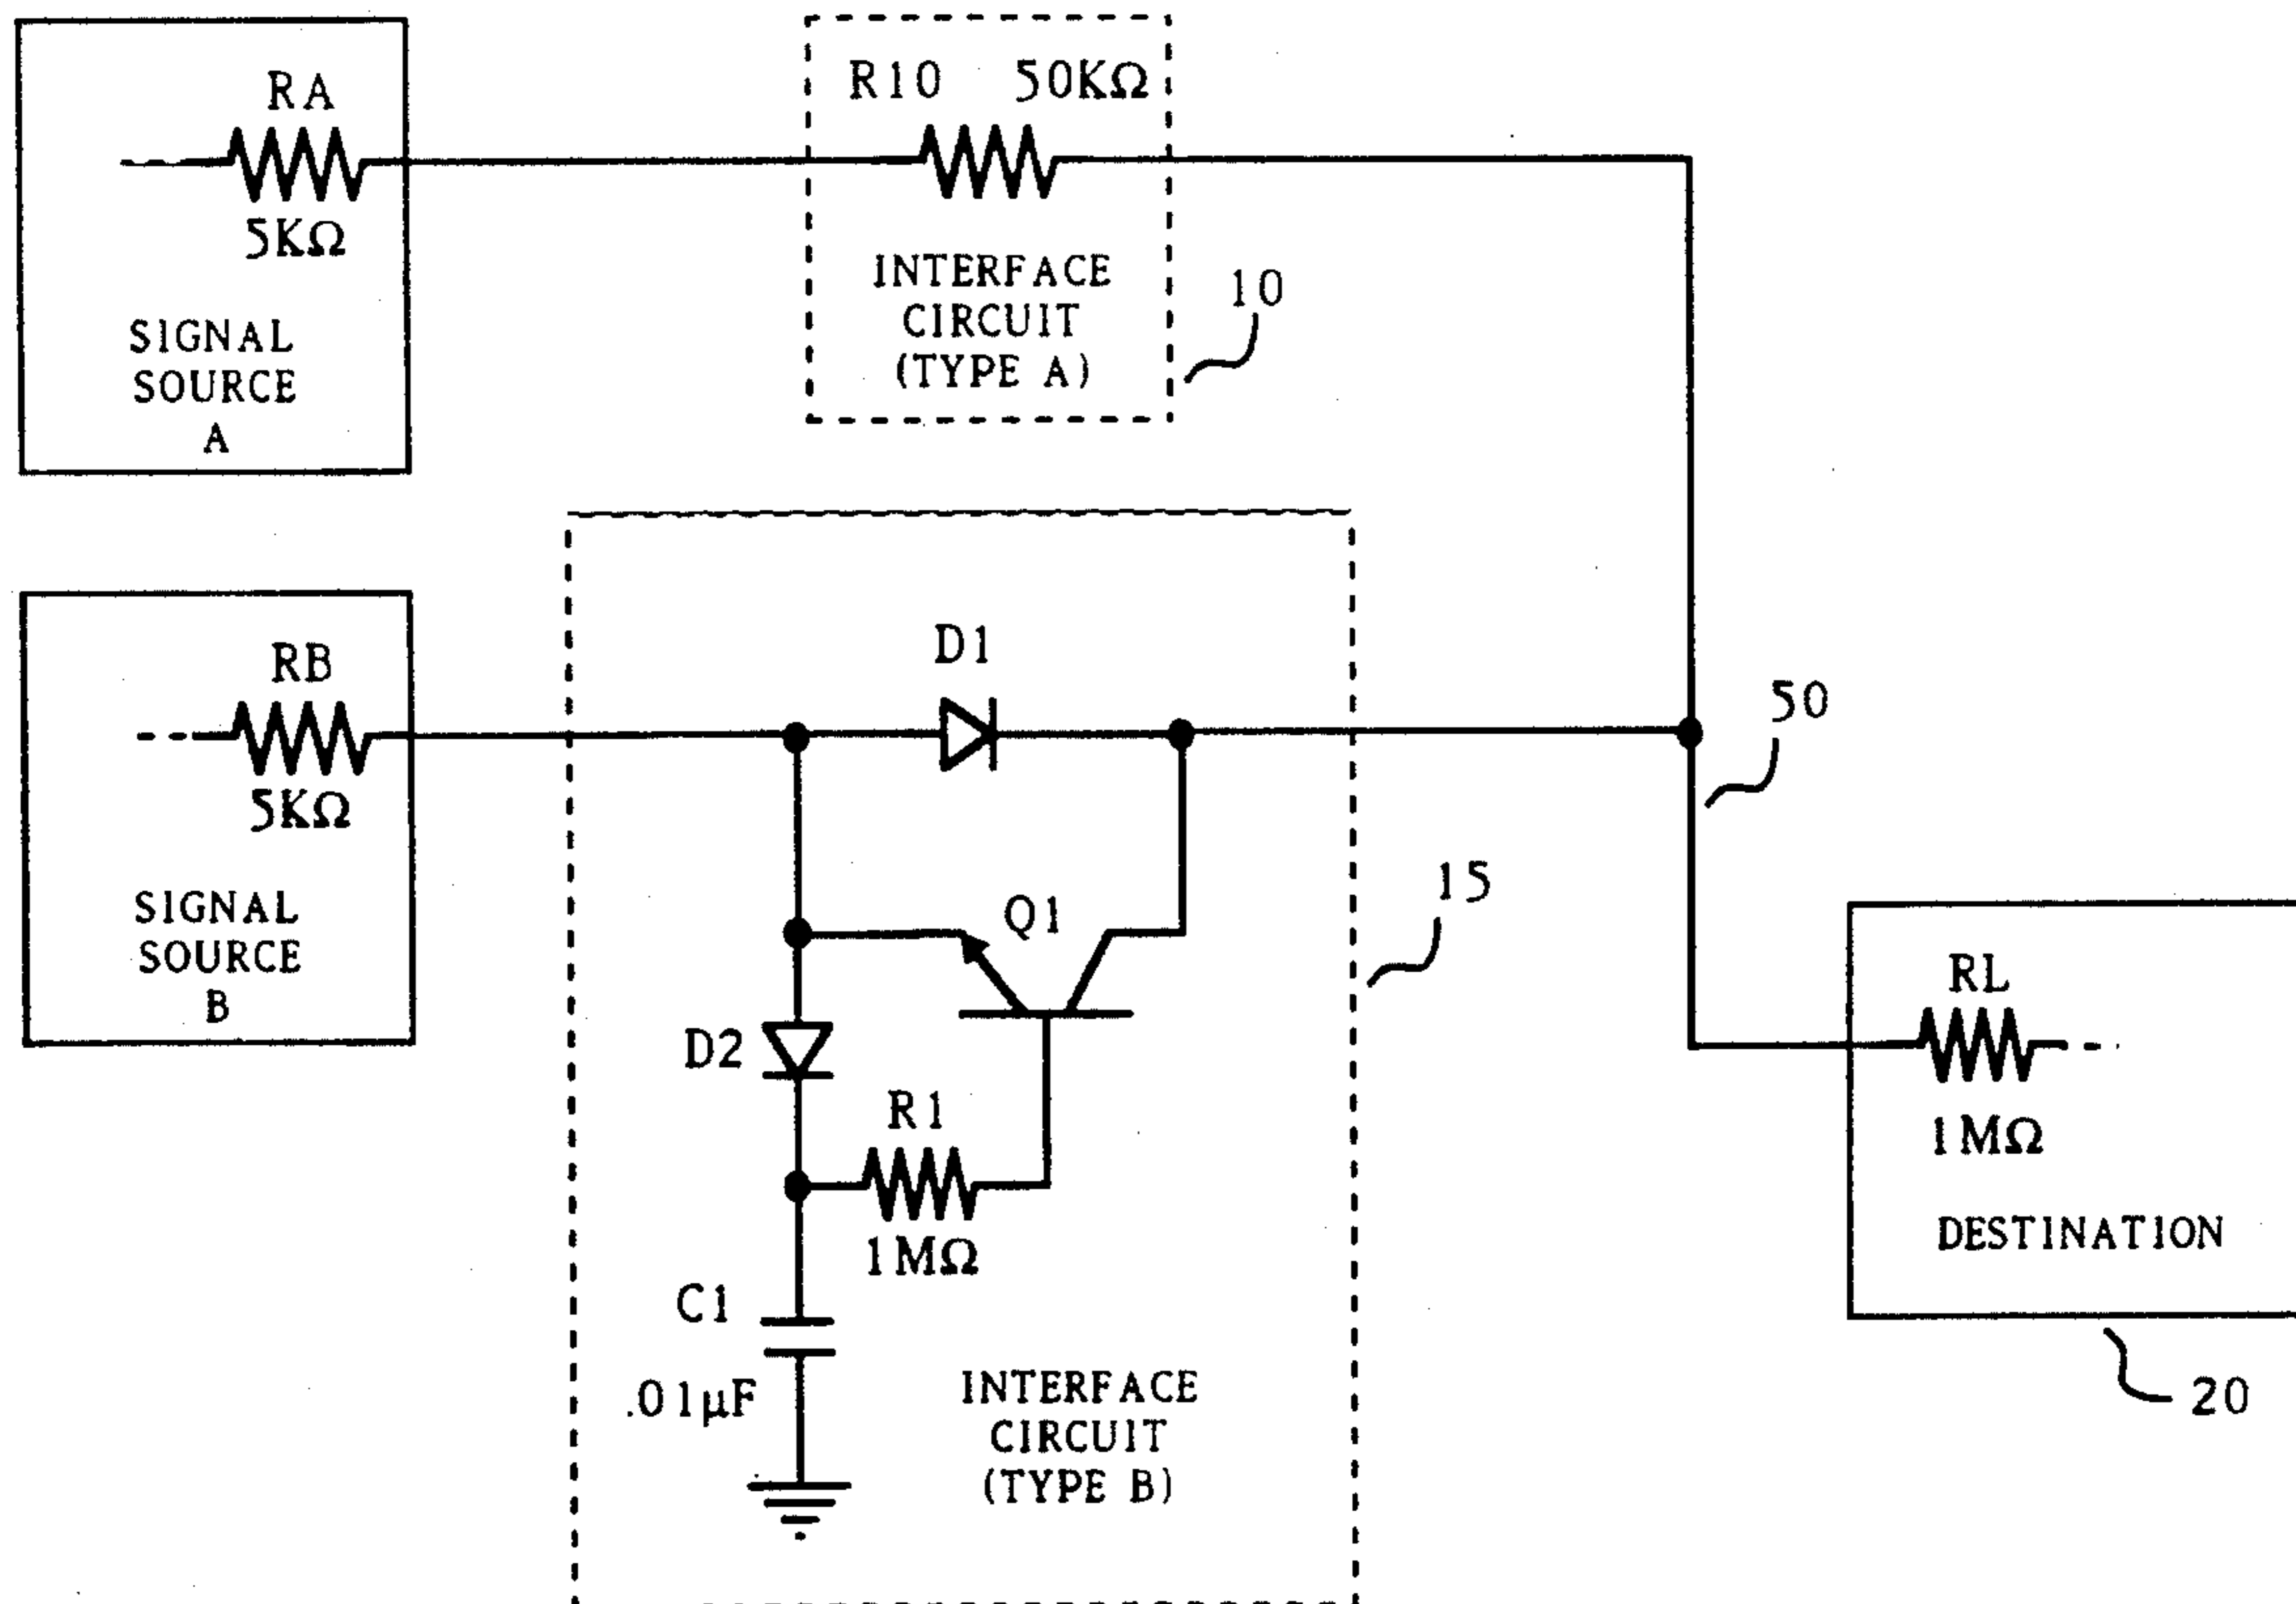 RA
5KΩ
SIGNAL
SOURCE
A
R10 50KΩ
INTERFACE
CIRCUIT
(TYPE A)
10
RB
5KΩ
SIGNAL
SOURCE
B
D1
Q1
D2
R1
1MΩ
C1
.01µF
INTERFACE
CIRCUIT
(TYPE B)
15
50
RL
1MΩ
DESTINATION
20